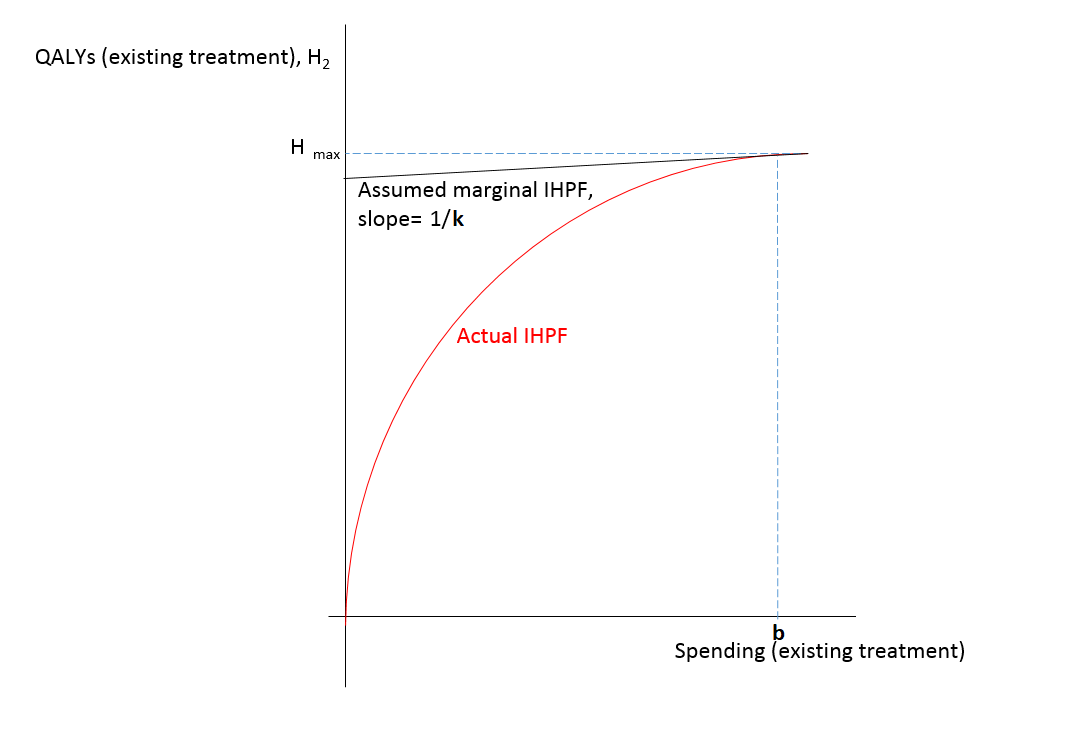 QALYs (existing treatment), H2
H max
Assumed marginal IHPF,
slope= 1/k
Actual IHPF
b
Spending (existing treatment)